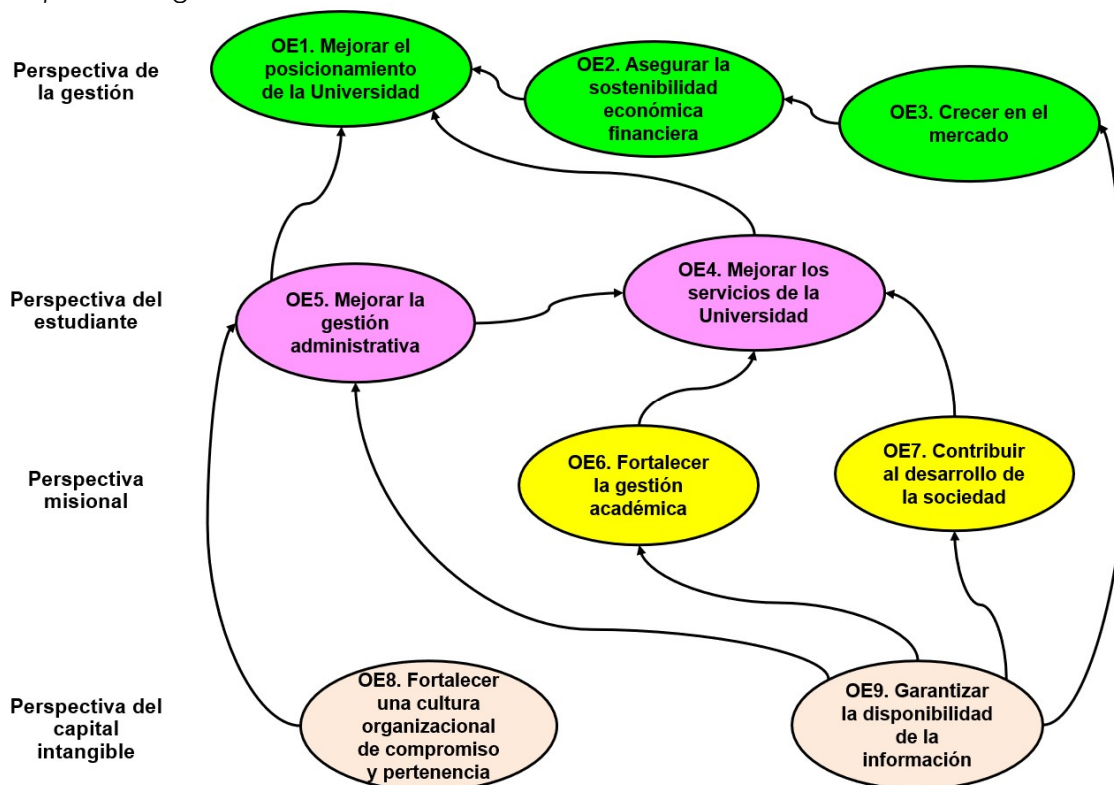 Perspectiva de
la gestión
OE1. Mejorar el
posicionamiento
de la Universidad
OE2. Asegurar la
sostenibilidad
económica
financiera
OE3. Crecer en el
mercado
Perspectiva del
estudiante
OE5. Mejorar la
gestión
administrativa
OE4. Mejorar los
servicios de la
Universidad
Perspectiva
misional
OE6. Fortalecer
la gestión
académica
OE7. Contribuir
al desarrollo de
la sociedad
Perspectiva del
capital
intangible
OE8. Fortalecer
una cultura
organizacional
de compromiso
y pertenencia
OE9. Garantizar
la disponibilidad
de la
información